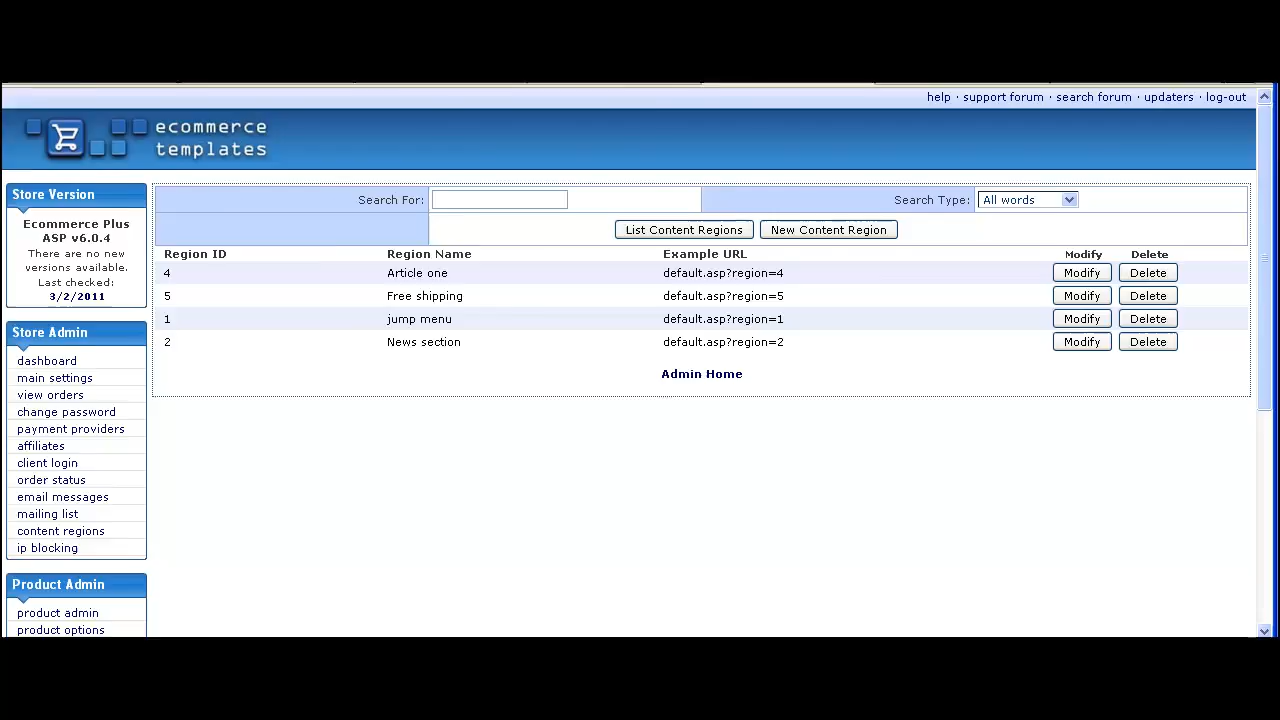 help · support forum · search forum · updaters · log-out
ecommerce
templates
Store Version
Ecommerce Plus
ASP v6.0.4
There are no new
versions available.
Last checked:
3/2/2011
Store Admin
dashboard
main settings
view orders
change password
payment providers
affiliates
client login
order status
email messages
mailing list
content regions
ip blocking
Product Admin
product admin
product options
Search For: Search Type: All words
List Content Regions New Content Region
Region ID Region Name Example URL Modify Delete
4 Article one default.asp?region=4 Modify Delete
5 Free shipping default.asp?region=5 Modify Delete
1 jump menu default.asp?region=1 Modify Delete
2 News section default.asp?region=2 Modify Delete
Admin Home